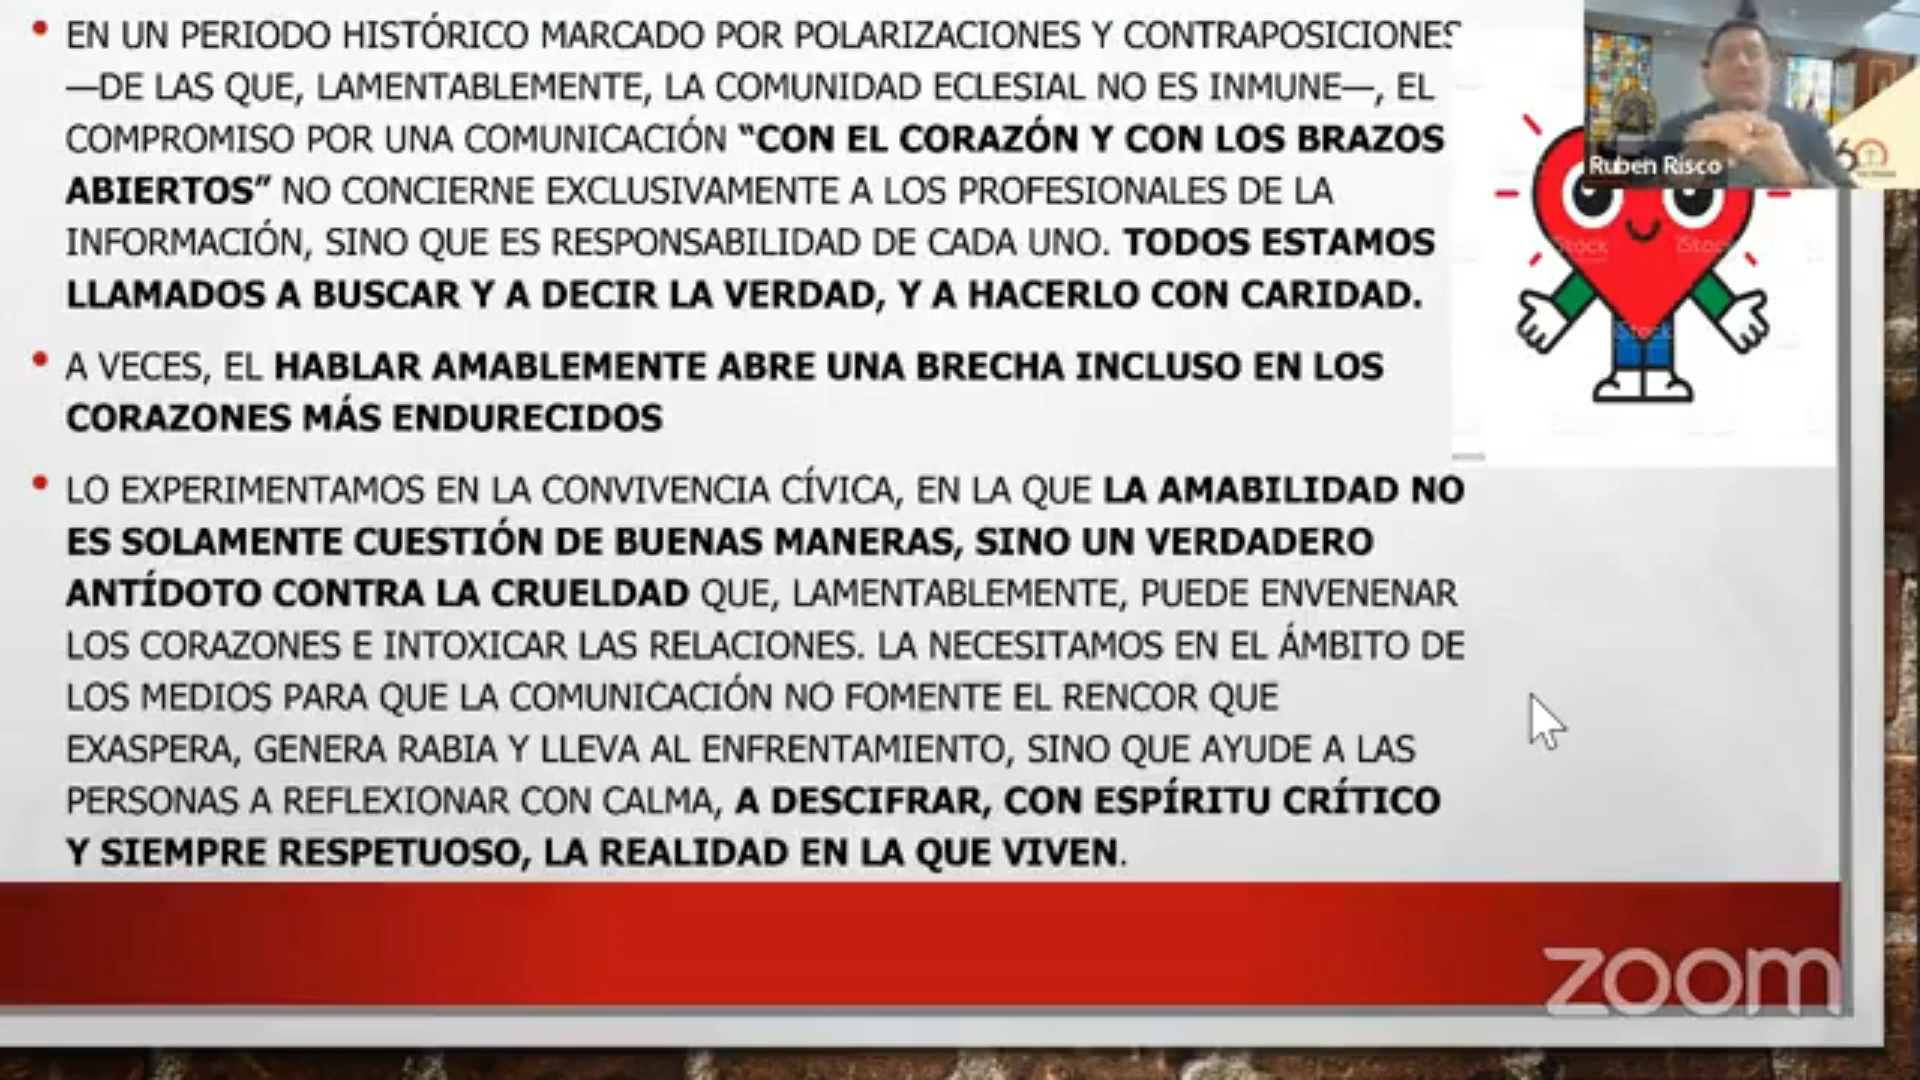 • EN UN PERIODO HISTÓRICO MARCADO POR POLARIZACIONES Y CONTRAPOSICIONES
—DE LAS QUE, LAMENTABLEMENTE, LA COMUNIDAD ECLESIAL NO ES INMUNE—, EL
COMPROMISO POR UNA COMUNICACIÓN “CON EL CORAZÓN Y CON LOS BRAZOS
ABIERTOS” NO CONCIERNE EXCLUSIVAMENTE A LOS PROFESIONALES DE LA
INFORMACIÓN, SINO QUE ES RESPONSABILIDAD DE CADA UNO. TODOS ESTAMOS
LLAMADOS A BUSCAR Y A DECIR LA VERDAD, Y A HACERLO CON CARIDAD.
• A VECES, EL HABLAR AMABLEMENTE ABRE UNA BRECHA INCLUSO EN LOS
CORAZONES MÁS ENDURECIDOS
• LO EXPERIMENTAMOS EN LA CONVIVENCIA CÍVICA, EN LA QUE LA AMABILIDAD NO
ES SOLAMENTE CUESTIÓN DE BUENAS MANERAS, SINO UN VERDADERO
ANTÍDOTO CONTRA LA CRUELDAD QUE, LAMENTABLEMENTE, PUEDE ENVENENAR
LOS CORAZONES E INTOXICAR LAS RELACIONES. LA NECESITAMOS EN EL ÁMBITO DE
LOS MEDIOS PARA QUE LA COMUNICACIÓN NO FOMENTE EL RENCOR QUE
EXASPERA, GENERA RABIA Y LLEVA AL ENFRENTAMIENTO, SINO QUE AYUDE A LAS
PERSONAS A REFLEXIONAR CON CALMA, A DESCIFRAR, CON ESPÍRITU CRÍTICO
Y SIEMPRE RESPETUOSO, LA REALIDAD EN LA QUE VIVEN.
Ruben Risco
60
iStock
iStock
iStock
zoom